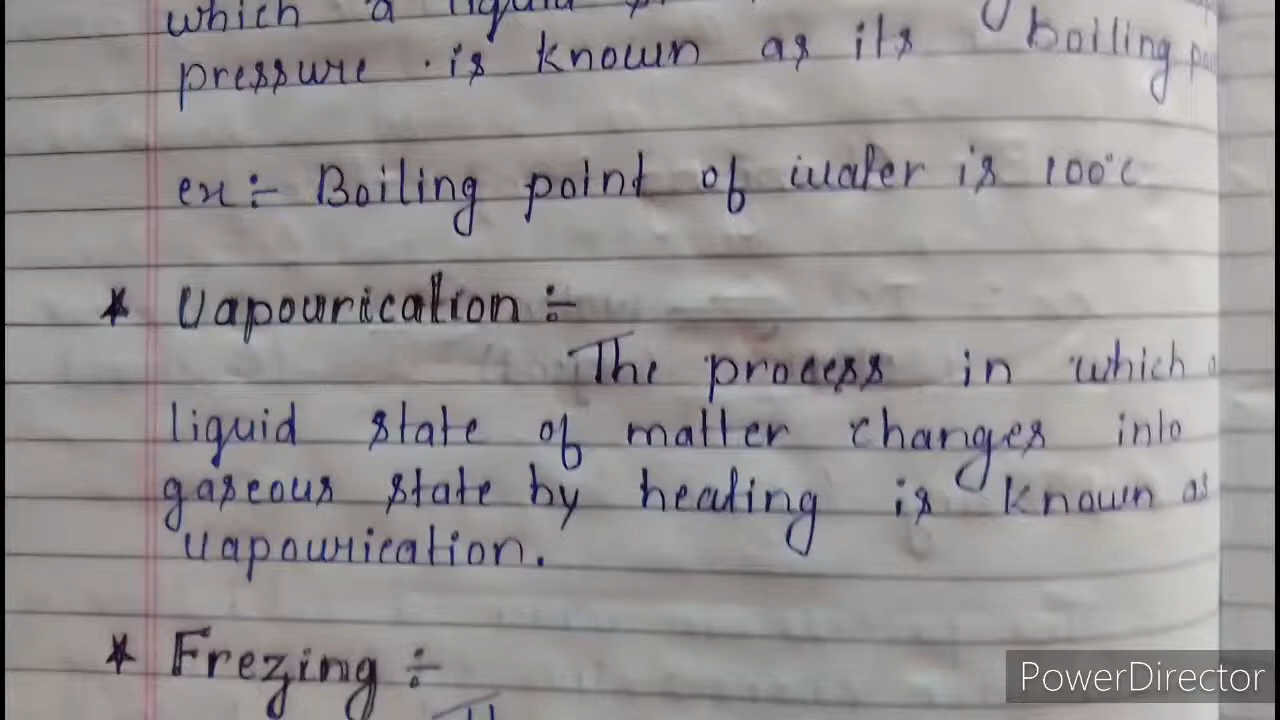 which a liquid
pressure is known as its boiling
ex:- Boiling point of water is 100°C
* Vapourication :-
The process in which a
liquid state of matter changes into
gaseous state by heating is known as
vapourication.
* Frezing :-
PowerDirector